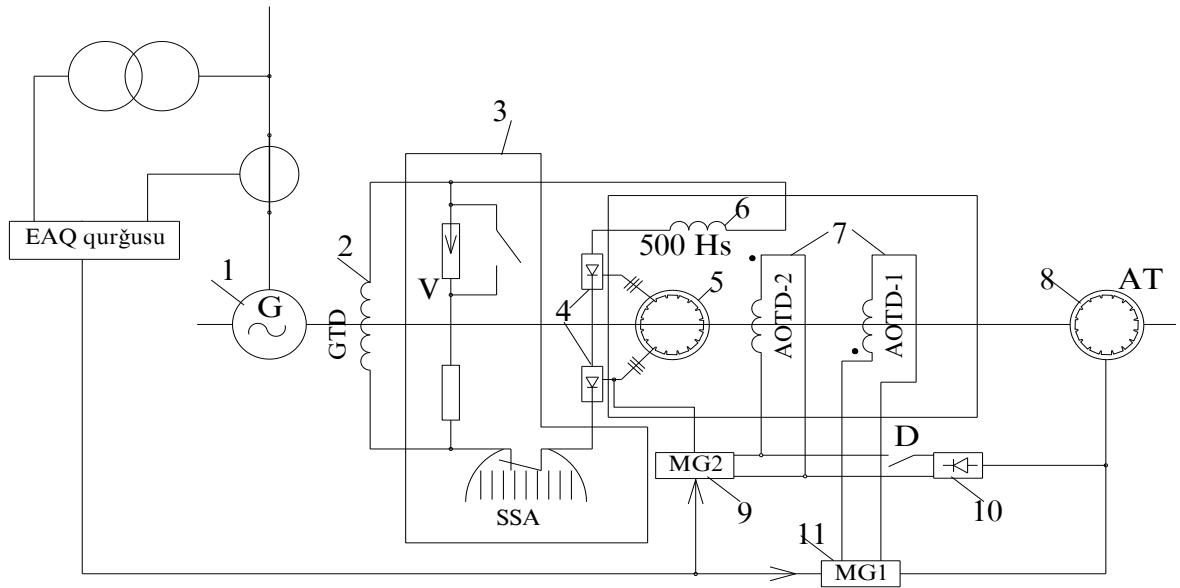 3
6
EAQ qurğusu
500 Hs
7
1
2
G
V
4
5
8
AT
GTD
AOTD-2
AOTD-1
D
MG2
SSA
9
10
11
MG1